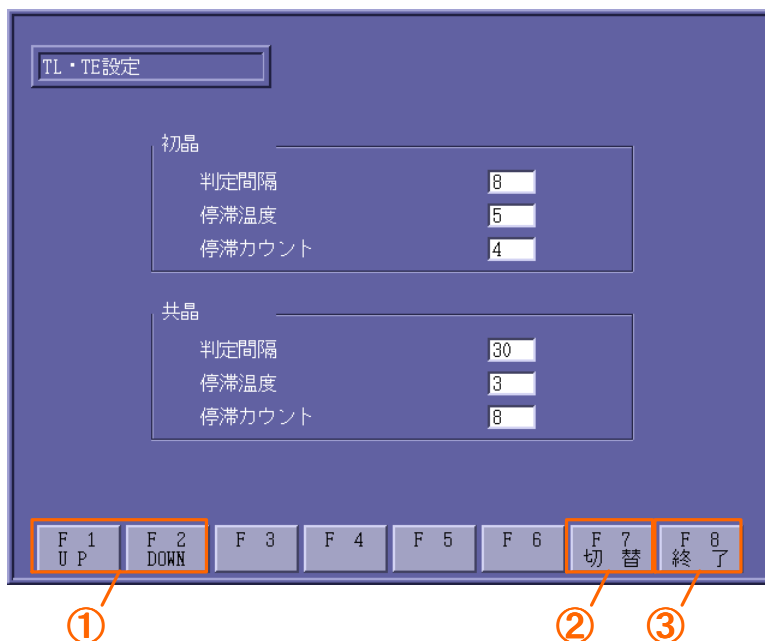 TL・TE設定
初晶
判定間隔 8
停滞温度 5
停滞カウント 4
共晶
判定間隔 30
停滞温度 3
停滞カウント 8
F 1 F 2 F 3 F 4 F 5 F 6 F 7 F 8
U P DOWN 切 替 終 了
① ② ③